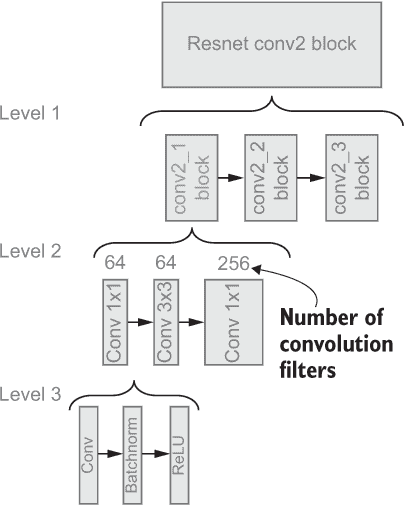 Resnet conv2 block
Level 1
conv2_1
block
conv2_2
block
conv2_3
block
Level 2
64
64
256
Conv 1x1
Conv 3x3
Conv 1x1
Number of
convolution
filters
Level 3
Conv
Batchnorm
ReLU